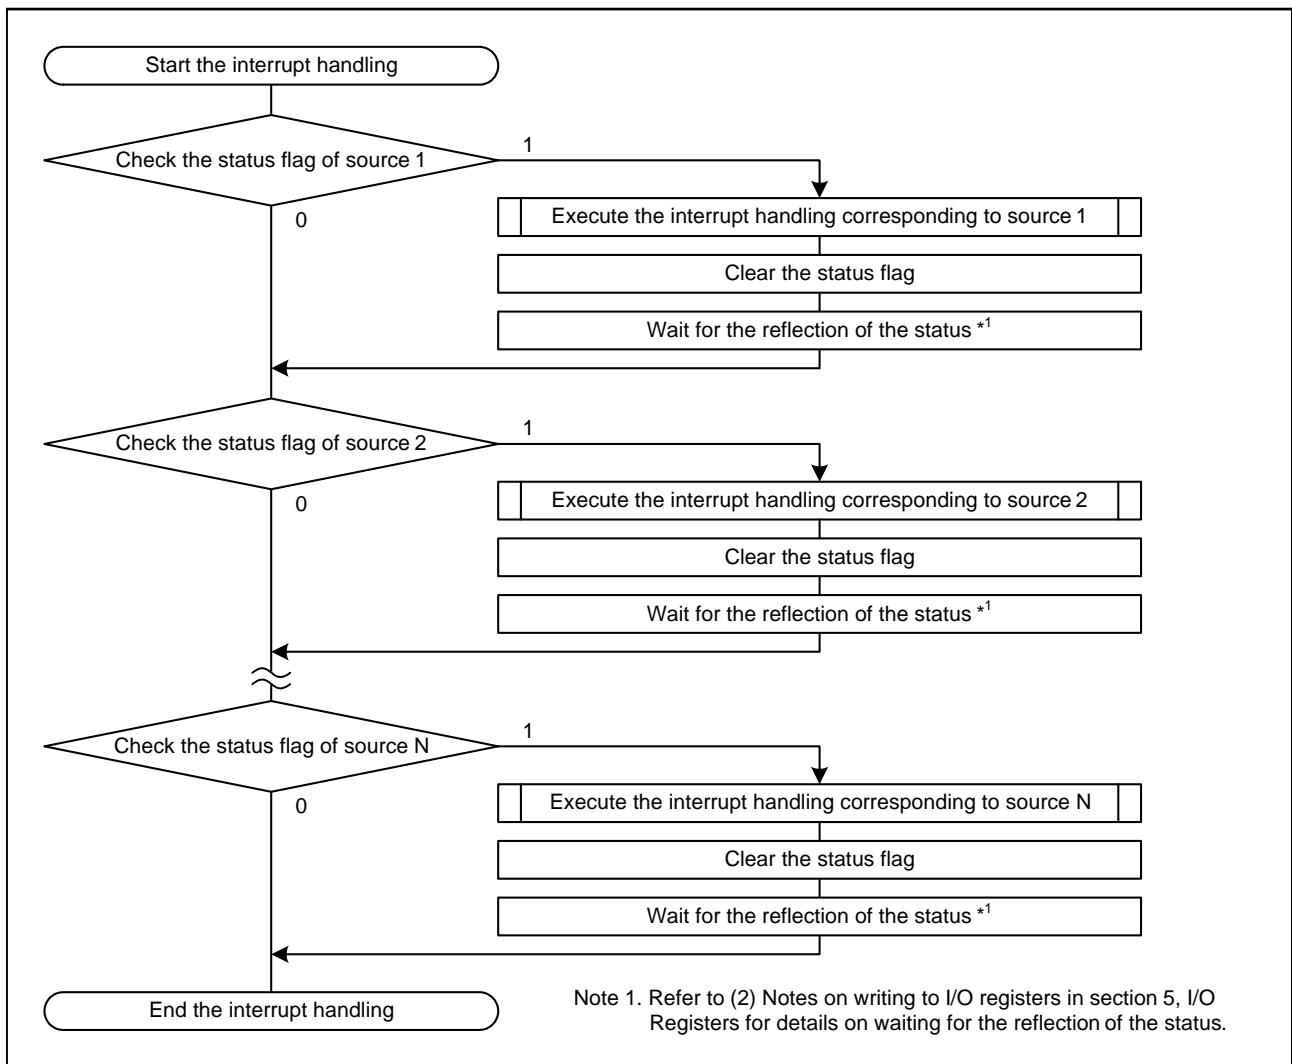 Start the interrupt handling
Check the status flag of source 1
1
0
Execute the interrupt handling corresponding to source 1
Clear the status flag
Wait for the reflection of the status *1
Check the status flag of source 2
1
0
Execute the interrupt handling corresponding to source 2
Clear the status flag
Wait for the reflection of the status *1
Check the status flag of source N
1
0
Execute the interrupt handling corresponding to source N
Clear the status flag
Wait for the reflection of the status *1
End the interrupt handling
Note 1. Refer to (2) Notes on writing to I/O registers in section 5, I/O
Registers for details on waiting for the reflection of the status.